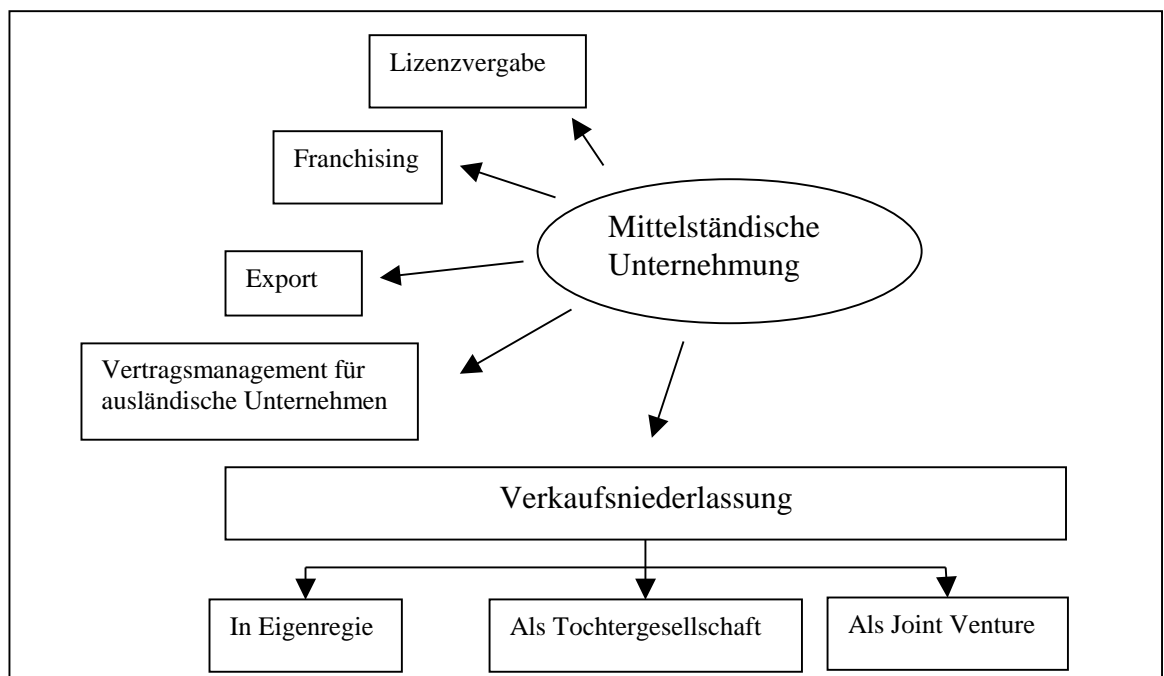 Lizenzvergabe
Franchising
Mittelständische
Unternehmung
Export
Vertragsmanagement für
ausländische Unternehmen
Verkaufsniederlassung
In Eigenregie
Als Tochtergesellschaft
Als Joint Venture